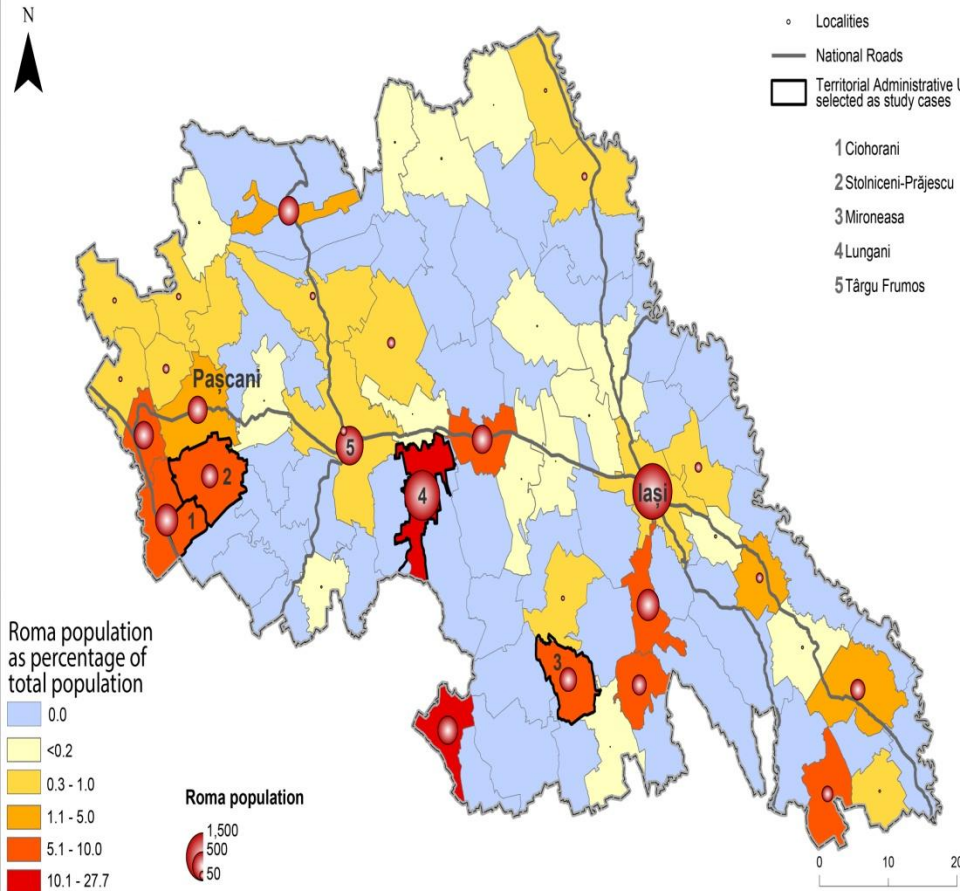 N
Localities
National Roads
Territorial Administrative U
selected as study cases
1 Ciohorani
2 Stolniceni-Prăjescu
3 Mironeasa
4 Lungani
5 Târgu Frumos
Pașcani
5
2
4
Iași
1
3
Roma population
as percentage of
total population
0.0
<0.2
0.3 - 1.0
1.1 - 5.0
5.1 - 10.0
10.1 - 27.7
Roma population
1,500
500
50
0 10 20